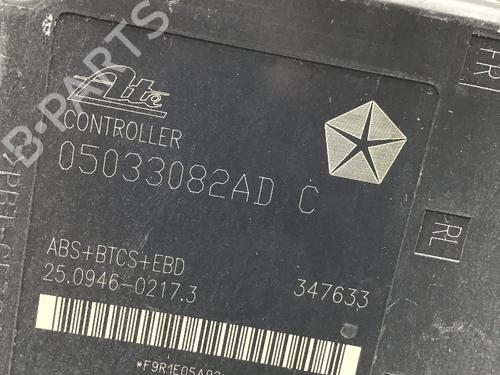 B-PARTS
Ate
CONTROLLER
05033082AD C
ABS+BTCS+EBD
25.0946-0217.3 347633
FR
RL